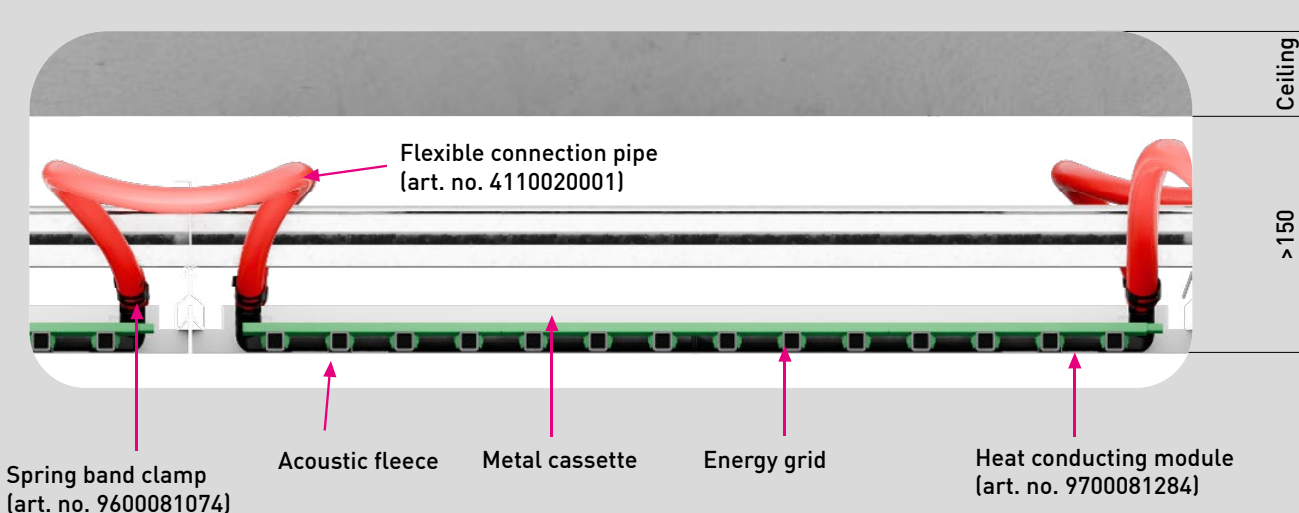 Ceiling
Flexible connection pipe
(art. no. 4110020001)
>150
Spring band clamp
(art. no. 9600081074)
Acoustic fleece
Metal cassette
Energy grid
Heat conducting module
(art. no. 9700081284)